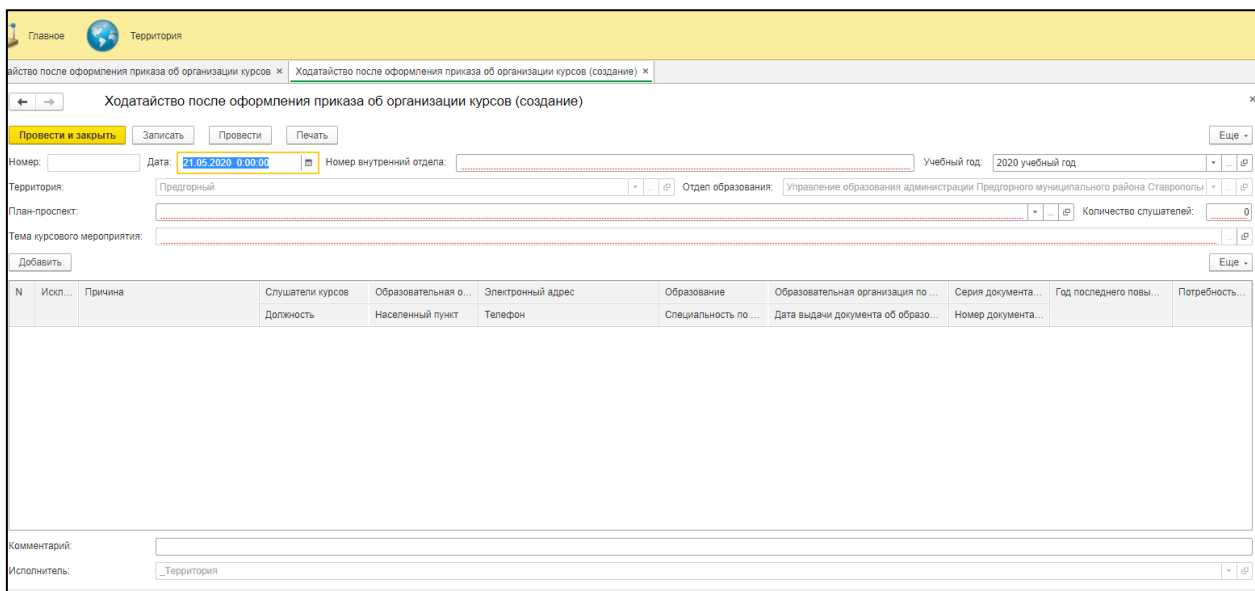 Главное Территория
айство после оформления приказа об организации курсов × Ходатайство после оформления приказа об организации курсов (создание) ×
Ходатайство после оформления приказа об организации курсов (создание)
Провести и закрыть Записать Провести Печать Еще
Номер: Дата: 21.05.2020 0:00:00 Номер внутренний отдела: Учебный год: 2020 учебный год
Территория: Предгорный Отдел образования: Управление образования администрации Предгорного муниципального района Ставрополь
План-проспект: Количество слушателей: 0
Тема курсового мероприятия:
Добавить Еще
N Искл... Причина Слушатели курсов Образовательная о... Электронный адрес Образование Образовательная организация по ... Серия документа... Год последнего повы... Потребность...
Должность Населенный пункт Телефон Специальность по ... Дата выдачи документа об образо... Номер документа...
Комментарий:
Исполнитель: _Территория